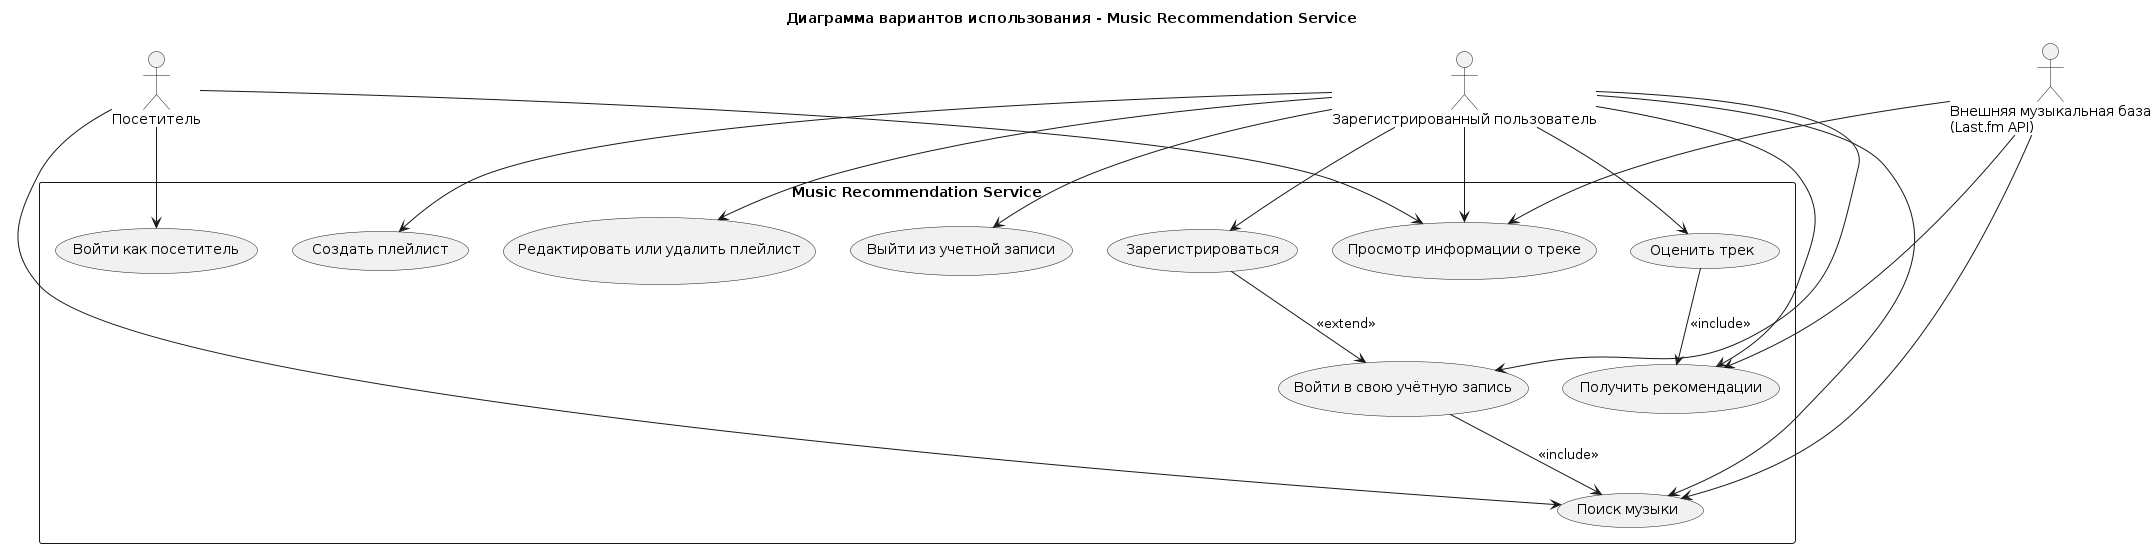 Диаграмма вариантов использования - Music Recommendation Service
Посетитель
Зарегистрированный пользователь
Внешняя музыкальная база
(Last.fm API)
Music Recommendation Service
Войти как посетитель
Создать плейлист
Редактировать или удалить плейлист
Выйти из учетной записи
Зарегистрироваться
Просмотр информации о треке
Оценить трек
«extend»
«include»
Войти в свою учётную запись
Получить рекомендации
«include»
Поиск музыки